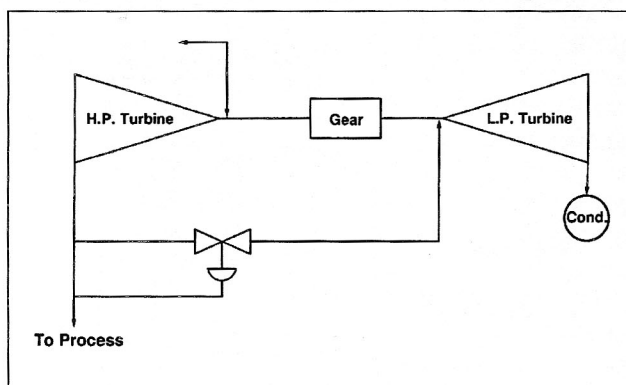 H.P. Turbine
Gear
L.P. Turbine
Cond.
To Process